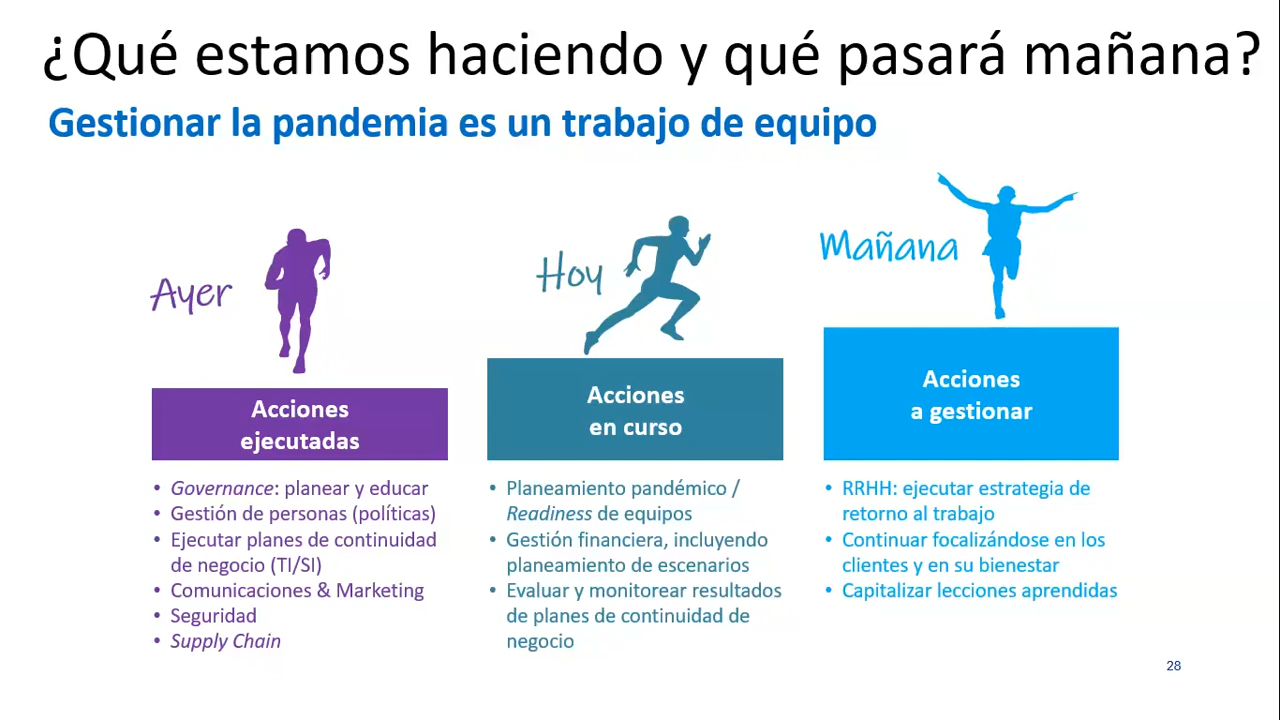 ¿Qué estamos haciendo y qué pasará mañana?
Gestionar la pandemia es un trabajo de equipo
Ayer
Acciones
ejecutadas
• Governance: planear y educar
• Gestión de personas (políticas)
• Ejecutar planes de continuidad
de negocio (TI/SI)
• Comunicaciones & Marketing
• Seguridad
• Supply Chain
Hoy
Acciones
en curso
• Planeamiento pandémico /
Readiness de equipos
• Gestión financiera, incluyendo
planeamiento de escenarios
• Evaluar y monitorear resultados
de planes de continuidad de
negocio
Mañana
Acciones
a gestionar
• RRHH: ejecutar estrategia de
retorno al trabajo
• Continuar focalizándose en los
clientes y en su bienestar
• Capitalizar lecciones aprendidas
28